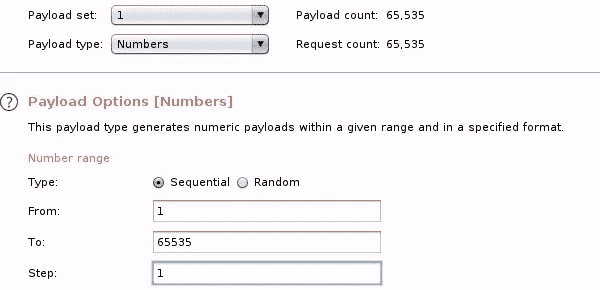 Payload set: 1 Payload count: 65,535
Payload type: Numbers Request count: 65,535
? Payload Options [Numbers]
This payload type generates numeric payloads within a given range and in a specified format.
Number range
Type: Sequential Random
From: 1
To: 65535
Step: 1